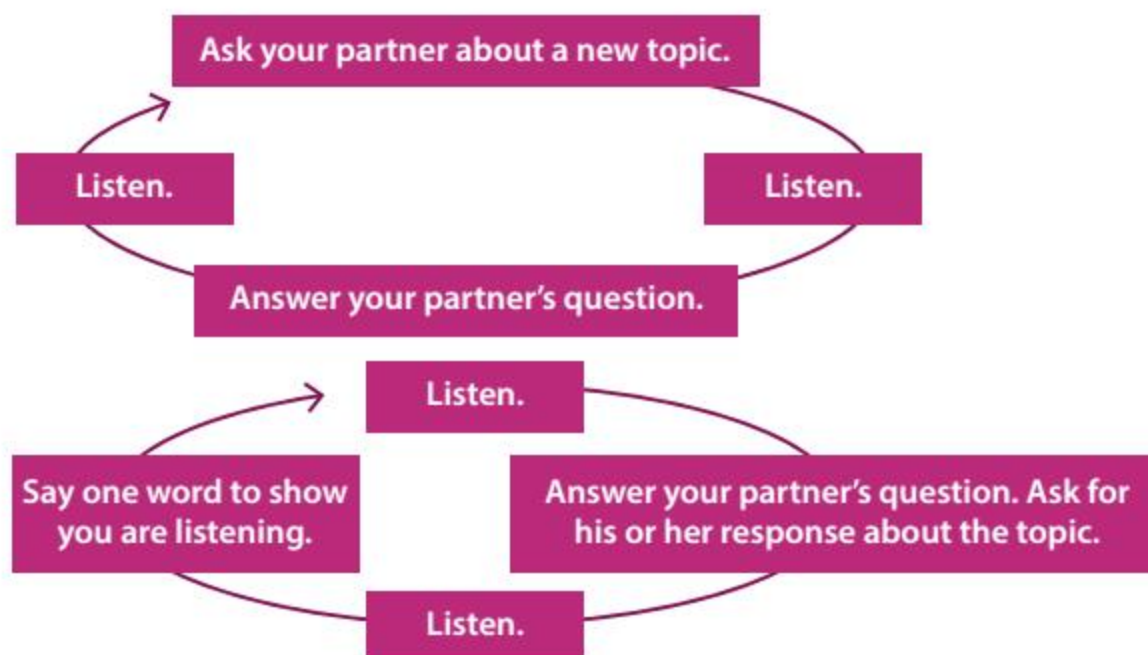 Ask your partner about a new topic.
Listen.
Listen.
Answer your partner's question.
Listen.
Say one word to show
you are listening.
Answer your partner's question. Ask for
his or her response about the topic.
Listen.